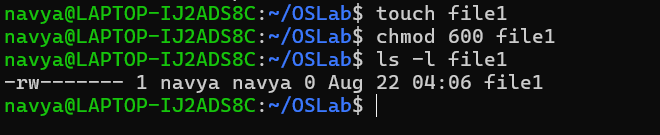 navya@LAPTOP-IJ2ADS8C:~/OSLab$ touch file1
navya@LAPTOP-IJ2ADS8C:~/OSLab$ chmod 600 file1
navya@LAPTOP-IJ2ADS8C:~/OSLab$ ls -l file1
-rw------- 1 navya navya 0 Aug 22 04:06 file1
navya@LAPTOP-IJ2ADS8C:~/OSLab$